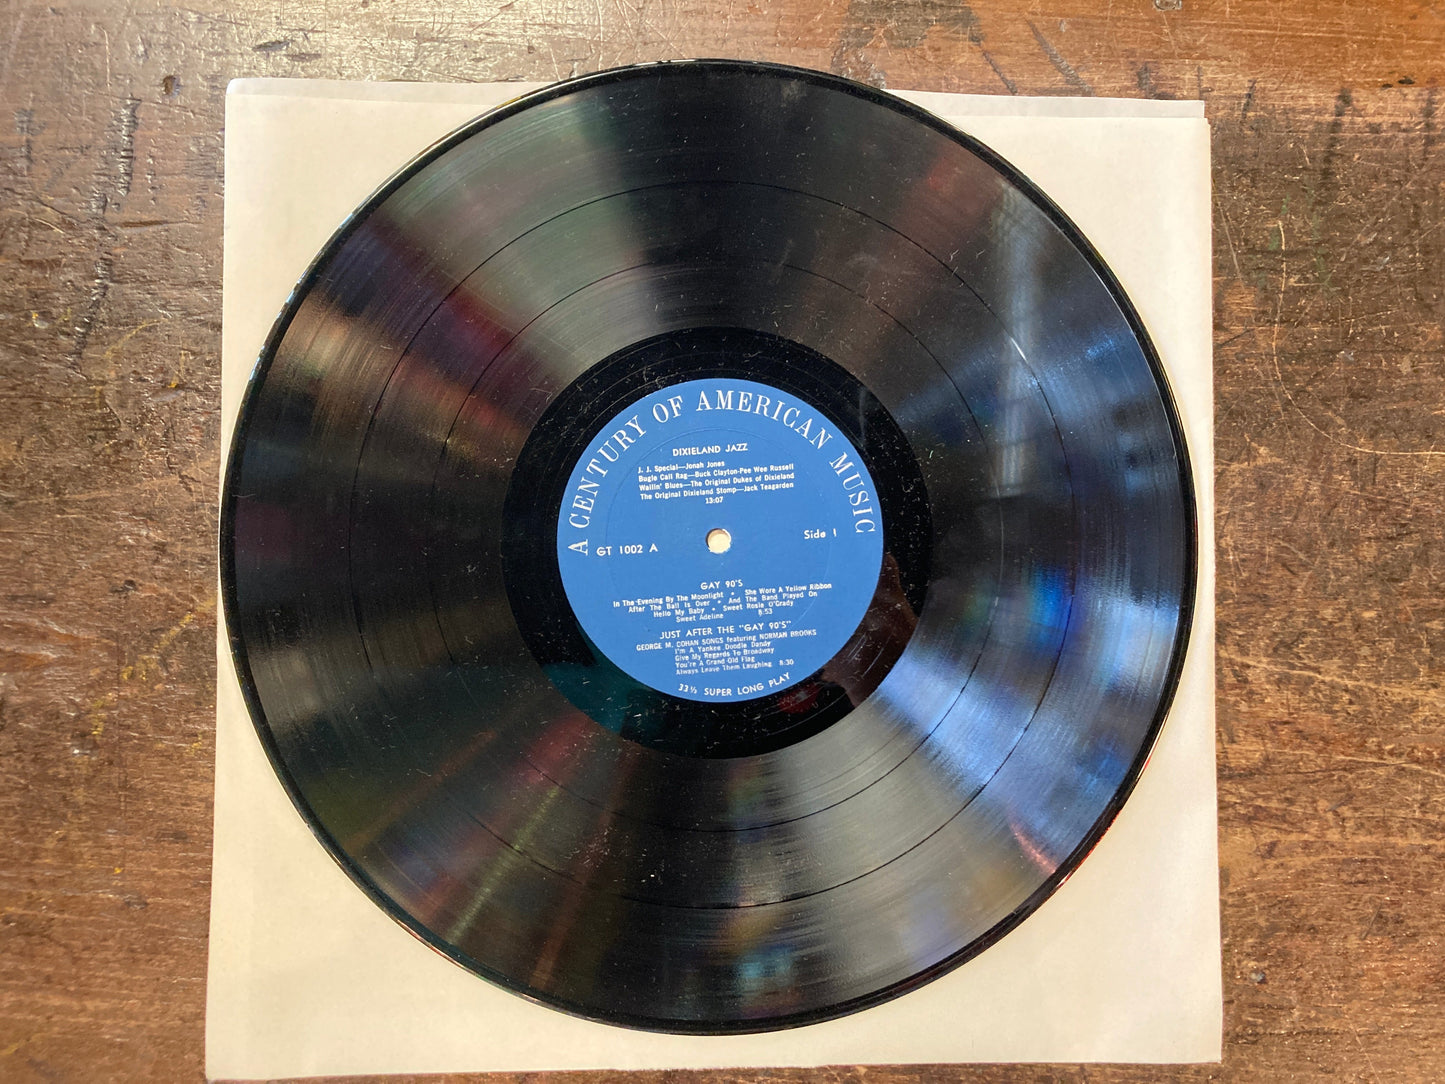 A CENTURY OF AMERICAN MUSIC
DIXIELAND JAZZ
J. J. Special—Jonah Jones
Bugle Call Rag—Buck Clayton-Pee Wee Russell
Wailin' Blues—The Original Dukes of Dixieland
The Original Dixieland Stomp—Jack Teagarden
13:07
GT 1002 A
Side 1
GAY 90'S
In The Evening By The Moonlight • She Wore A Yellow Ribbon
After The Ball Is Over • And The Band Played On
Hello My Baby • Sweet Rosie O'Grady
Sweet Adeline 8:53
JUST AFTER THE "GAY 90'S"
GEORGE M. COHAN SONGS featuring NORMAN BROOKS
I'm A Yankee Doodle Dandy
Give My Regards To Broadway
You're A Grand Old Flag
Always Leave Them Laughing 8:30
33⅓ SUPER LONG PLAY